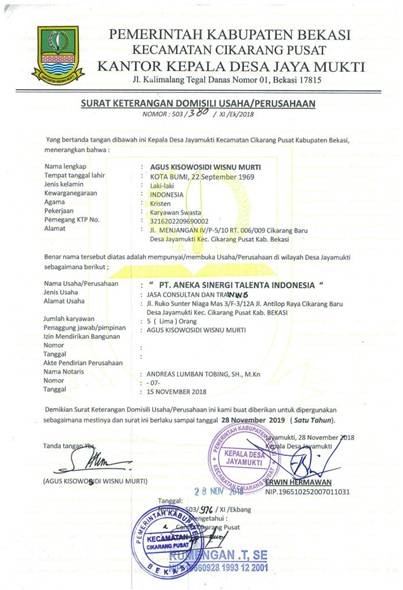 PEMERINTAH KABUPATEN BEKASI
KECAMATAN CIKARANG PUSAT
KANTOR KEPALA DESA JAYA MUKTI
Jl. Kalimalang Tegal Danas Nomor 01, Bekasi 17815
SURAT KETERANGAN DOMISILI USAHA/PERUSAHAAN
NOMOR : 503 / 380 / XI /Ek/2018
Yang bertanda tangan dibawah ini Kepala Desa Jayamukti Kecamatan Cikarang Pusat Kabupaten Bekasi,
menerangkan bahwa :
Nama lengkap : AGUS KISOWOSIDI WISNU MURTI
Tempat tanggal lahir : KOTA BUMI, 22 September 1969
Jenis kelamin : Laki-laki
Kewarganegaraan : INDONESIA
Agama : Kristen
Pekerjaan : Karyawan Swasta
Pemegang KTP No. : 3216202209690002
Alamat : JL. MENJANGAN IV/P-5/10 RT. 006/009 Cikarang Baru
Desa Jayamukti Kec. Cikarang Pusat Kab. Bekasi
Benar nama tersebut diatas adalah mempunyai/membuka Usaha/Perusahaan di wilayah Desa Jayamukti
sebagaimana berikut ;
Nama Usaha/Perusahaan : " PT. ANEKA SINERGI TALENTA INDONESIA "
Jenis Usaha : JASA CONSULTAN DAN TRAINING
Alamat Usaha : Jl. Ruko Sunter Niaga Mas 3/F-3/12A Jl. Antilop Raya Cikarang Baru
Desa Jayamukti Kec. Cikarang Pusat Kab. BEKASI
Jumlah karyawan : 5 ( Lima ) Orang
Penaggung jawab/pimpinan : AGUS KISOWOSIDI WISNU MURTI
Izin Mendirikan Bangunan
Nomor :
Tanggal :
Akte Pendirian Perusahaan
Nama Notaris : ANDREAS LUMBAN TOBING, SH., M.Kn
Nomor : - 07-
Tanggal : 15 NOVEMBER 2018
Demikian Surat Keterangan Domisili Usaha/Perusahaan ini kami buat diberikan untuk dipergunakan
sebagaimana mestinya dan surat ini berlaku sampai tanggal 28 November 2019 ( Satu Tahun).
Jayamukti, 28 November 2018
Tanda tangan Ybs, Kepala Desa Jayamukti
PEMERINTAH KABUPATEN BEKASI
KEPALA DESA
JAYAMUKTI
(AGUS KISOWOSIDI WISNU MURTI)
ERWIN HERMAWAN
NIP.196510252007011031
28 NOV 2018
Tanggal:
Nomor: 503/ 976 / XI /Ekbang
Mengetahui :
PEMERINTAH KABUPATEN
KECAMATAN
CIKARANG PUSAT
BEKASI
RUMENGAN .T, SE
660928 1993 12 2001